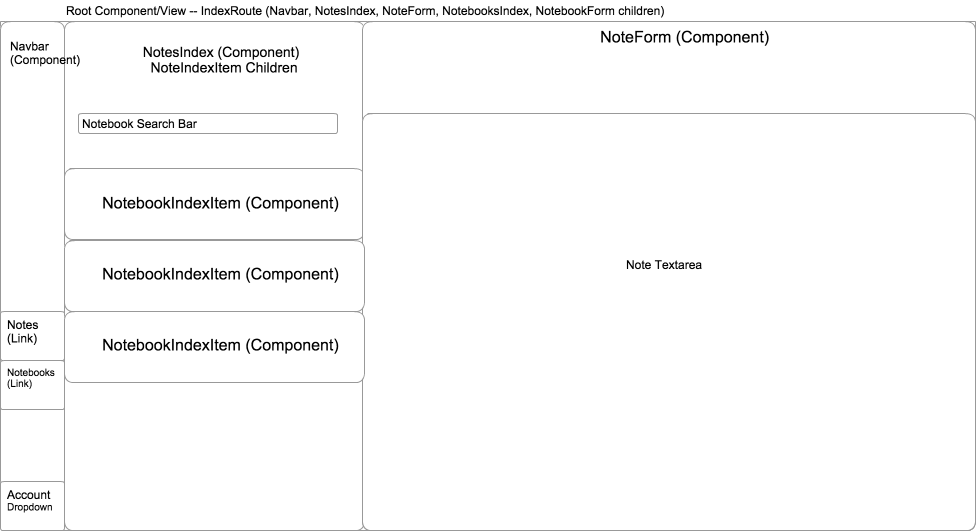 Root Component/View -- IndexRoute (Navbar, NotesIndex, NoteForm, NotebooksIndex, NotebookForm children)
Navbar
(Component)
Notes
(Link)
Notebooks
(Link)
Account
Dropdown
NotesIndex (Component)
NoteIndexItem Children
Notebook Search Bar
NotebookIndexItem (Component)
NotebookIndexItem (Component)
NotebookIndexItem (Component)
NoteForm (Component)
Note Textarea